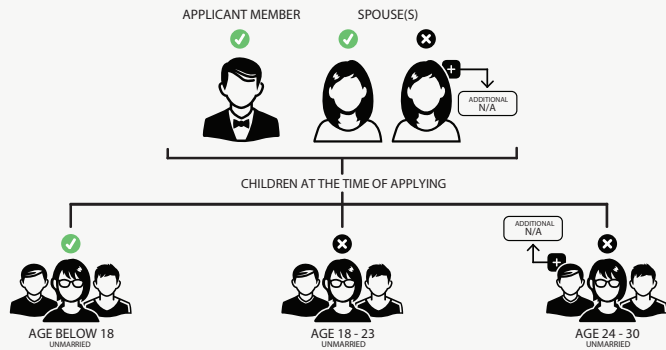 APPLICANT MEMBER
SPOUSE(S)
ADDITIONAL
N/A
CHILDREN AT THE TIME OF APPLYING
ADDITIONAL
N/A
AGE BELOW 18
UNMARRIED
AGE 18 - 23
UNMARRIED
AGE 24 - 30
UNMARRIED